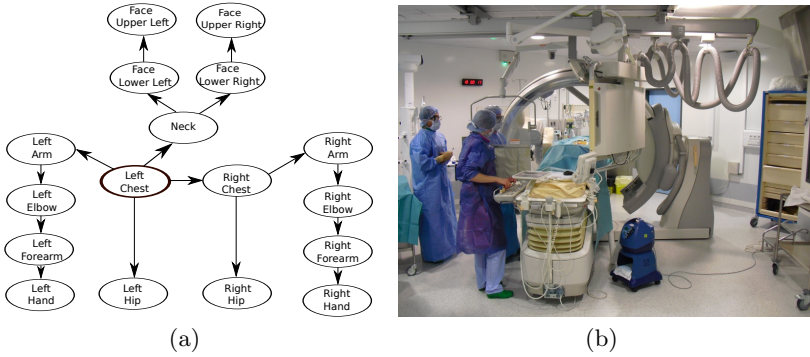 Face
Upper Left
Face
Upper Right
Face
Lower Left
Face
Lower Right
Neck
Left
Arm
Right
Arm
Left
Chest
Right
Chest
Left
Elbow
Right
Elbow
Left
Forearm
Right
Forearm
Left
Hand
Left
Hip
Right
Hip
Right
Hand
(a)
(b)